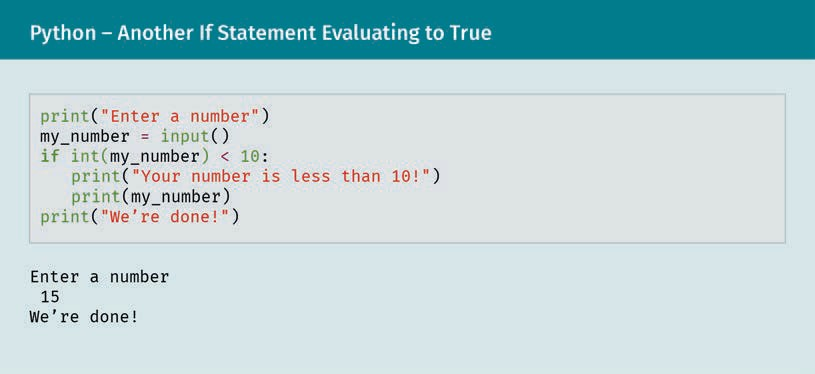 Python – Another If Statement Evaluating to True
print("Enter a number")
my_number = input()
if int(my_number) < 10:
   print("Your number is less than 10!")
   print(my_number)
print("We’re done!")
Enter a number
 15
We’re done!